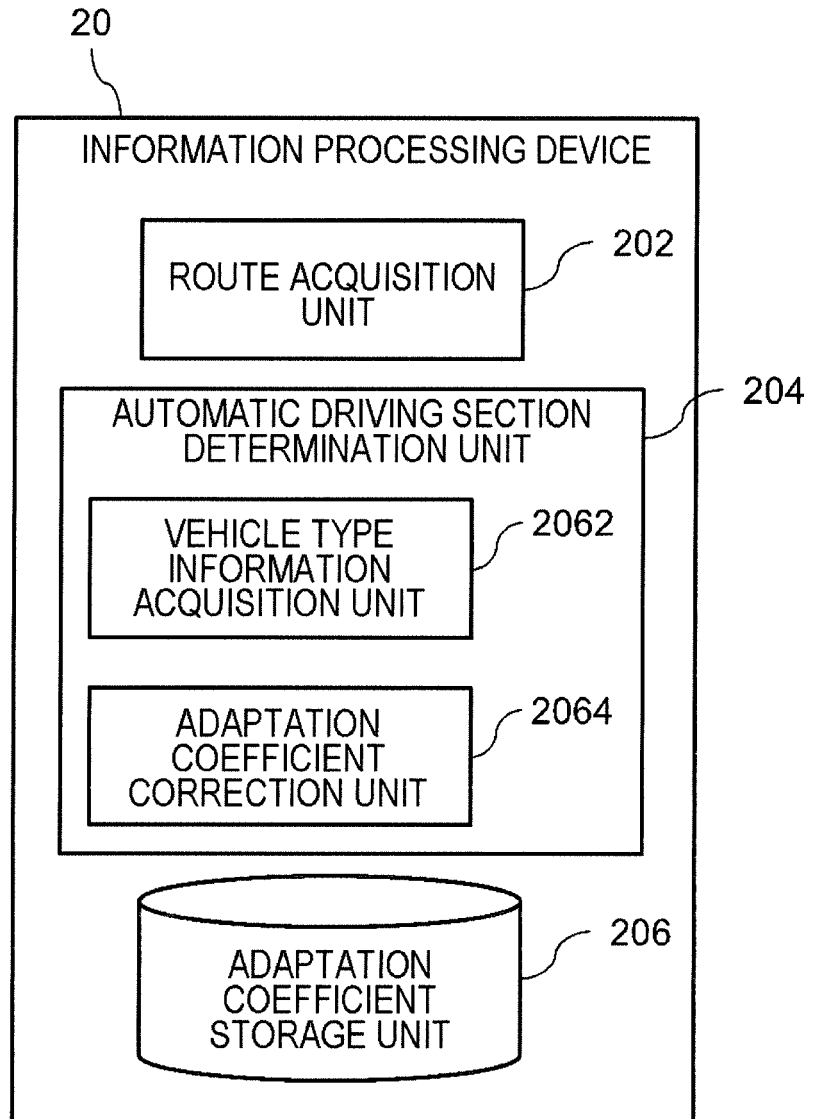 20
INFORMATION PROCESSING DEVICE
202
ROUTE ACQUISITION
UNIT
204
AUTOMATIC DRIVING SECTION
DETERMINATION UNIT
2062
VEHICLE TYPE
INFORMATION
ACQUISITION UNIT
2064
ADAPTATION
COEFFICIENT
CORRECTION UNIT
206
ADAPTATION
COEFFICIENT
STORAGE UNIT